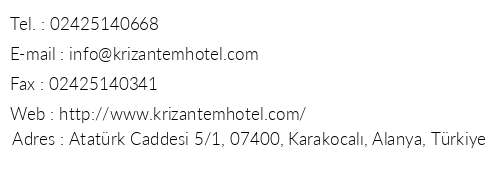 Tel. : 02425140668
E-mail : info@krizantemhotel.com
Fax : 02425140341
Web : http://www.krizantemhotel.com/
Adres : Atatürk Caddesi 5/1, 07400, Karakocalı, Alanya, Türkiye